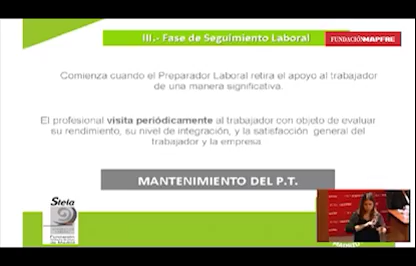 III.- Fase de Seguimiento Laboral
FUNDACIÓN MAPFRE
Comienza cuando el Preparador Laboral retira el apoyo al trabajador
de una manera significativa.
El profesional visita periódicamente al trabajador con objeto de evaluar
su rendimiento, su nivel de integración, y la satisfacción general del
trabajador y la empresa
MANTENIMIENTO DEL P.T.
Stela